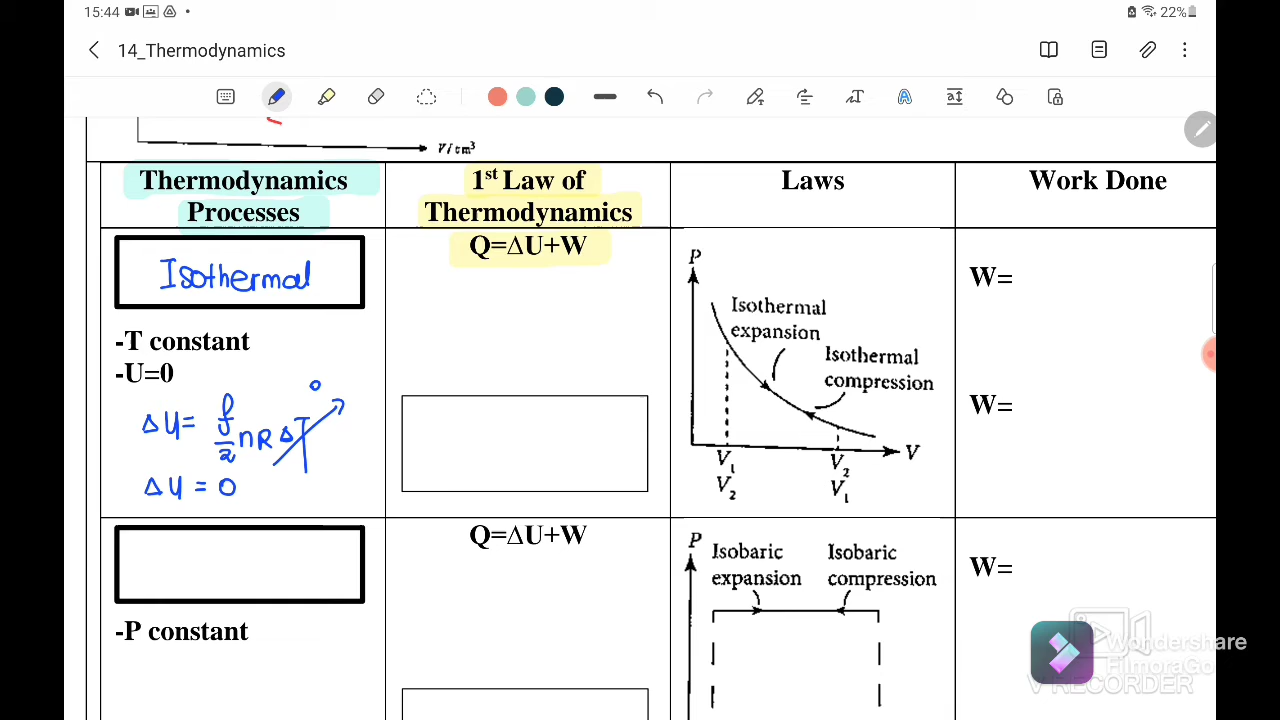 15:44
22%
14_Thermodynamics
V/cm³
Thermodynamics Processes
1st Law of Thermodynamics
Laws
Work Done
Isothermal
-T constant
-U=0
ΔU = f/2 nRΔT 0
ΔU = 0
Q=ΔU+W
P
Isothermal expansion
Isothermal compression
V
V₁
V₂
V₂
V₁
W=
W=
-P constant
Q=ΔU+W
P
Isobaric expansion
Isobaric compression
W=
Wondershare
FilmoraGo
V RECORDER